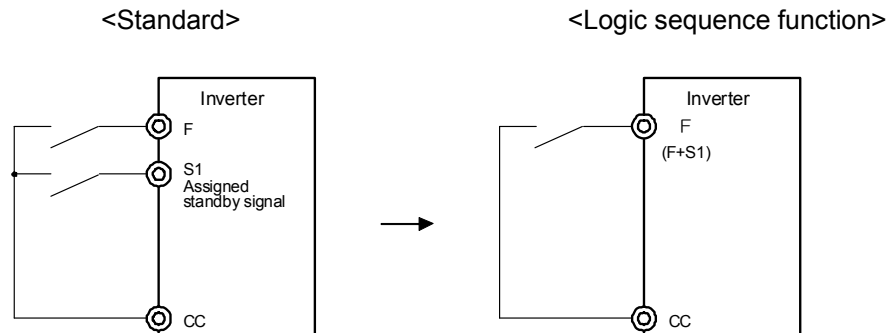 <Standard>
<Logic sequence function>
Inverter
F
S1
Assigned
standby signal
CC
Inverter
F
(F+S1)
CC